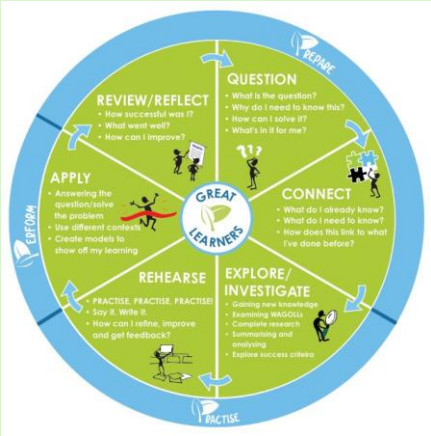 PREPARE
QUESTION
• What is the question?
• Why do I need to know this?
• How can I solve it?
• What's in it for me?
???
CONNECT
• What do I already know?
• What do I need to know?
• How does this link to what
I've done before?
EXPLORE/
INVESTIGATE
• Gaining new knowledge
• Examining WAGOLLs
• Complete research
• Summarising and
analysing
• Explore success criteira
PRACTISE
REHEARSE
• PRACTISE, PRACTISE, PRACTISE!
• Say it. Write it.
• How can I refine, improve
and get feedback?
PERFORM
APPLY
• Answering the
question/solve
the problem
• Use different contexts
• Create models to
show off my learning
REVIEW/REFLECT
• How successful was I?
• What went well?
• How can I improve?
GREAT
LEARNERS